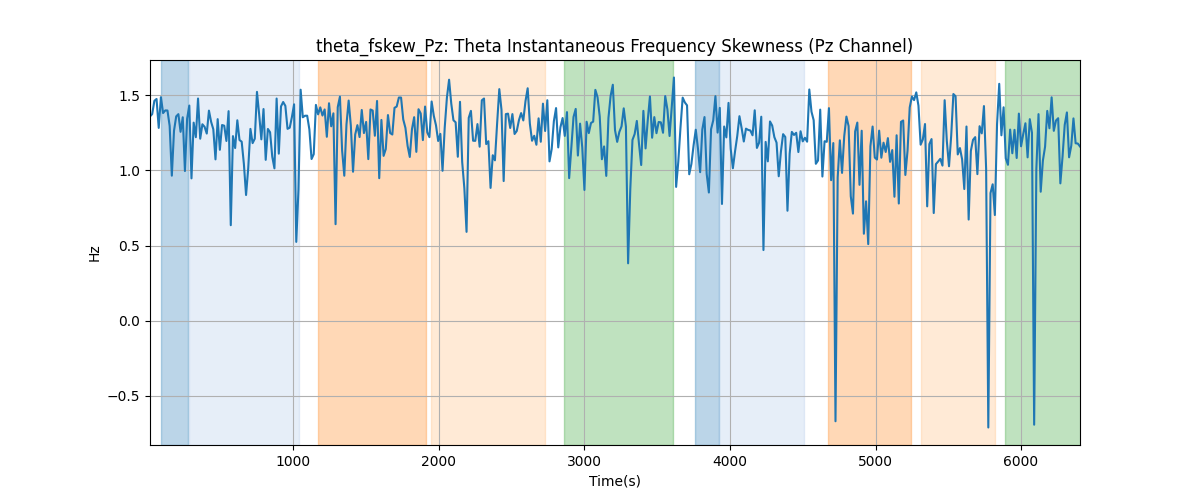 theta_fskew_Pz: Theta Instantaneous Frequency Skewness (Pz Channel)
1.5
1.0
0.5
0.0
−0.5
Hz
1000 2000 3000 4000 5000 6000
Time(s)